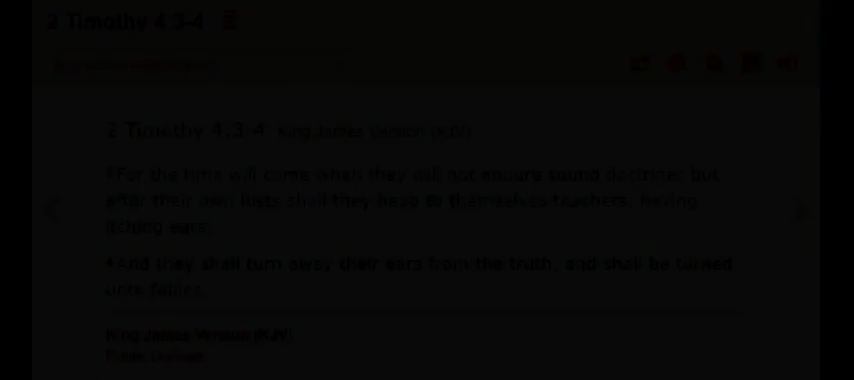 2 Timothy 4:3-4
2 Timothy 4:3-4 King James Version (KJV)
3 For the time will come when they will not endure sound doctrine; but
after their own lusts shall they heap to themselves teachers, having
itching ears;
4 And they shall turn away their ears from the truth, and shall be turned
unto fables.
King James Version (KJV)
Public Domain